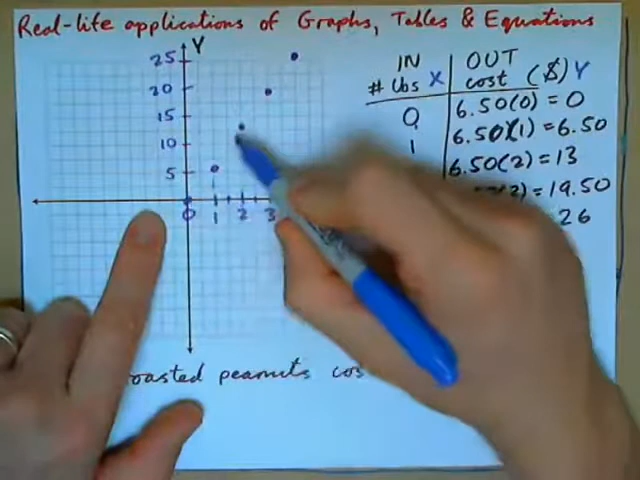 Real-life applications of Graphs, Tables & Equations
Y
25
20
15
10
5
0 1 2 3
IN OUT
# lbs X cost ($) Y
0 6.50(0) = 0
1 6.50(1) = 6.50
6.50(2) = 13
= 19.50
26
roasted peanuts cos